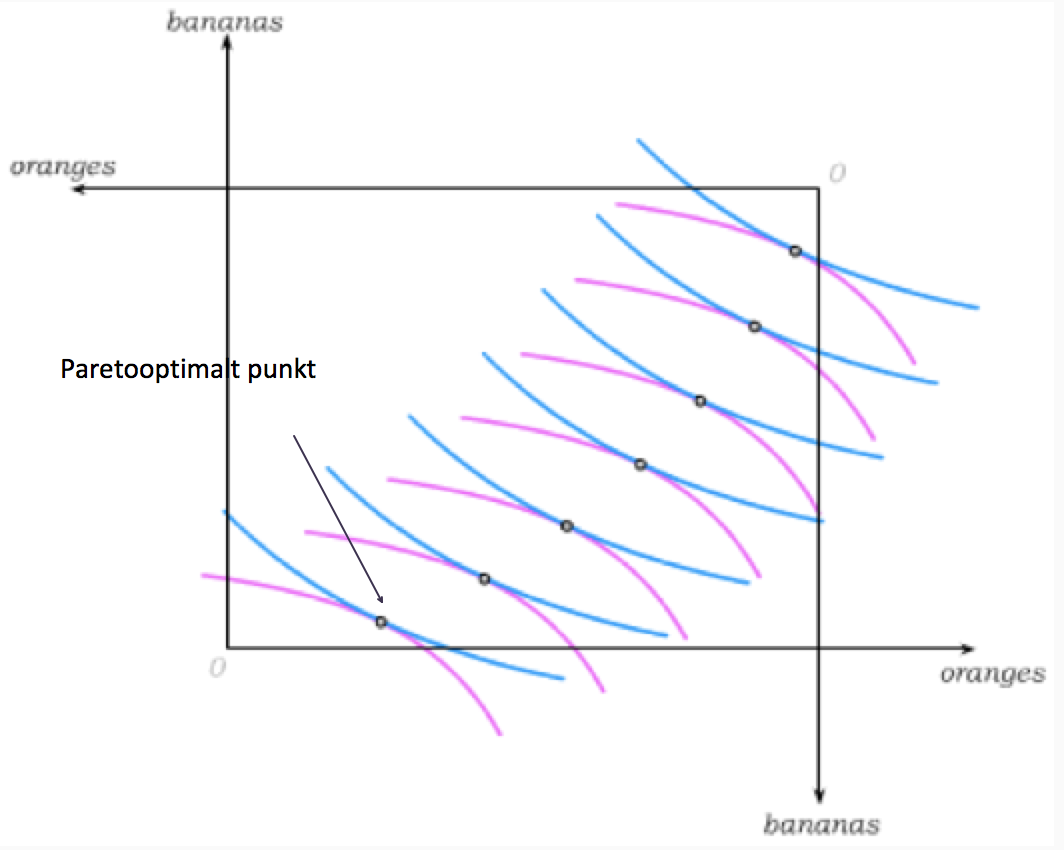 bananas
oranges
0
Paretooptimalt punkt
0
oranges
bananas